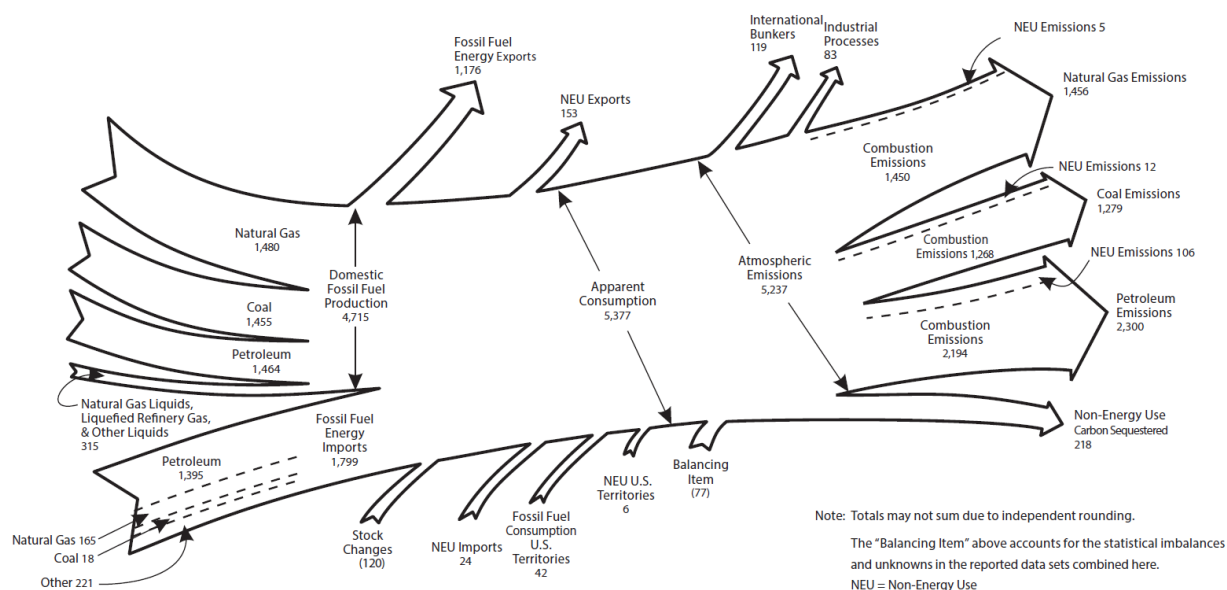 International
Bunkers
119
Industrial
Processes
83
NEU Emissions 5
Fossil Fuel
Energy Exports
1,176
NEU Exports
153
Natural Gas Emissions
1,456
Combustion
Emissions
1,450
NEU Emissions 12
Coal Emissions
1,279
Combustion
Emissions 1,268
NEU Emissions 106
Petroleum
Emissions
2,300
Combustion
Emissions
2,194
Natural Gas
1,480
Domestic
Fossil Fuel
Production
4,715
Apparent
Consumption
5,377
Atmospheric
Emissions
5,237
Coal
1,455
Petroleum
1,464
Natural Gas Liquids,
Liquefied Refinery Gas,
& Other Liquids
315
Fossil Fuel
Energy
Imports
1,799
Petroleum
1,395
Natural Gas 165
Coal 18
Other 221
Stock
Changes
(120)
NEU Imports
24
Fossil Fuel
Consumption
U.S.
Territories
42
NEU U.S.
Territories
6
Balancing
Item
(77)
Non-Energy Use
Carbon Sequestered
218
Note: Totals may not sum due to independent rounding.
The “Balancing Item” above accounts for the statistical imbalances
and unknowns in the reported data sets combined here.
NEU = Non-Energy Use